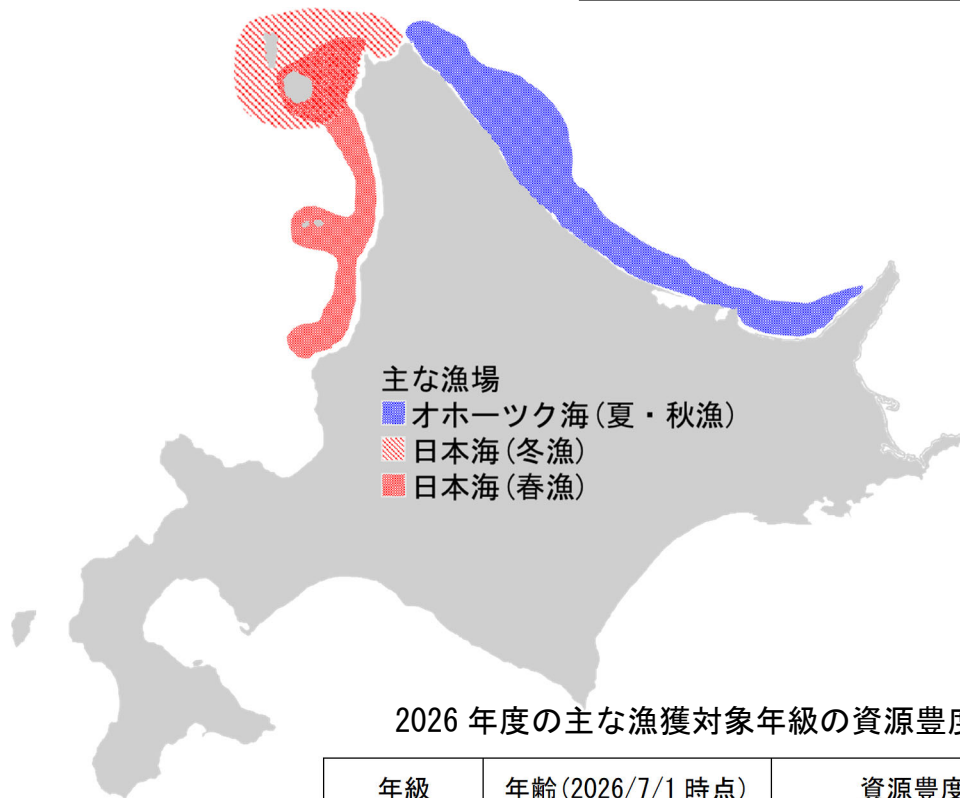 主な漁場
オホーツク海(夏・秋漁)
日本海(冬漁)
日本海(春漁)
2026 年度の主な漁獲対象年級の資源豊度
年級 年齢(2026/7/1 時点) 資源豊度